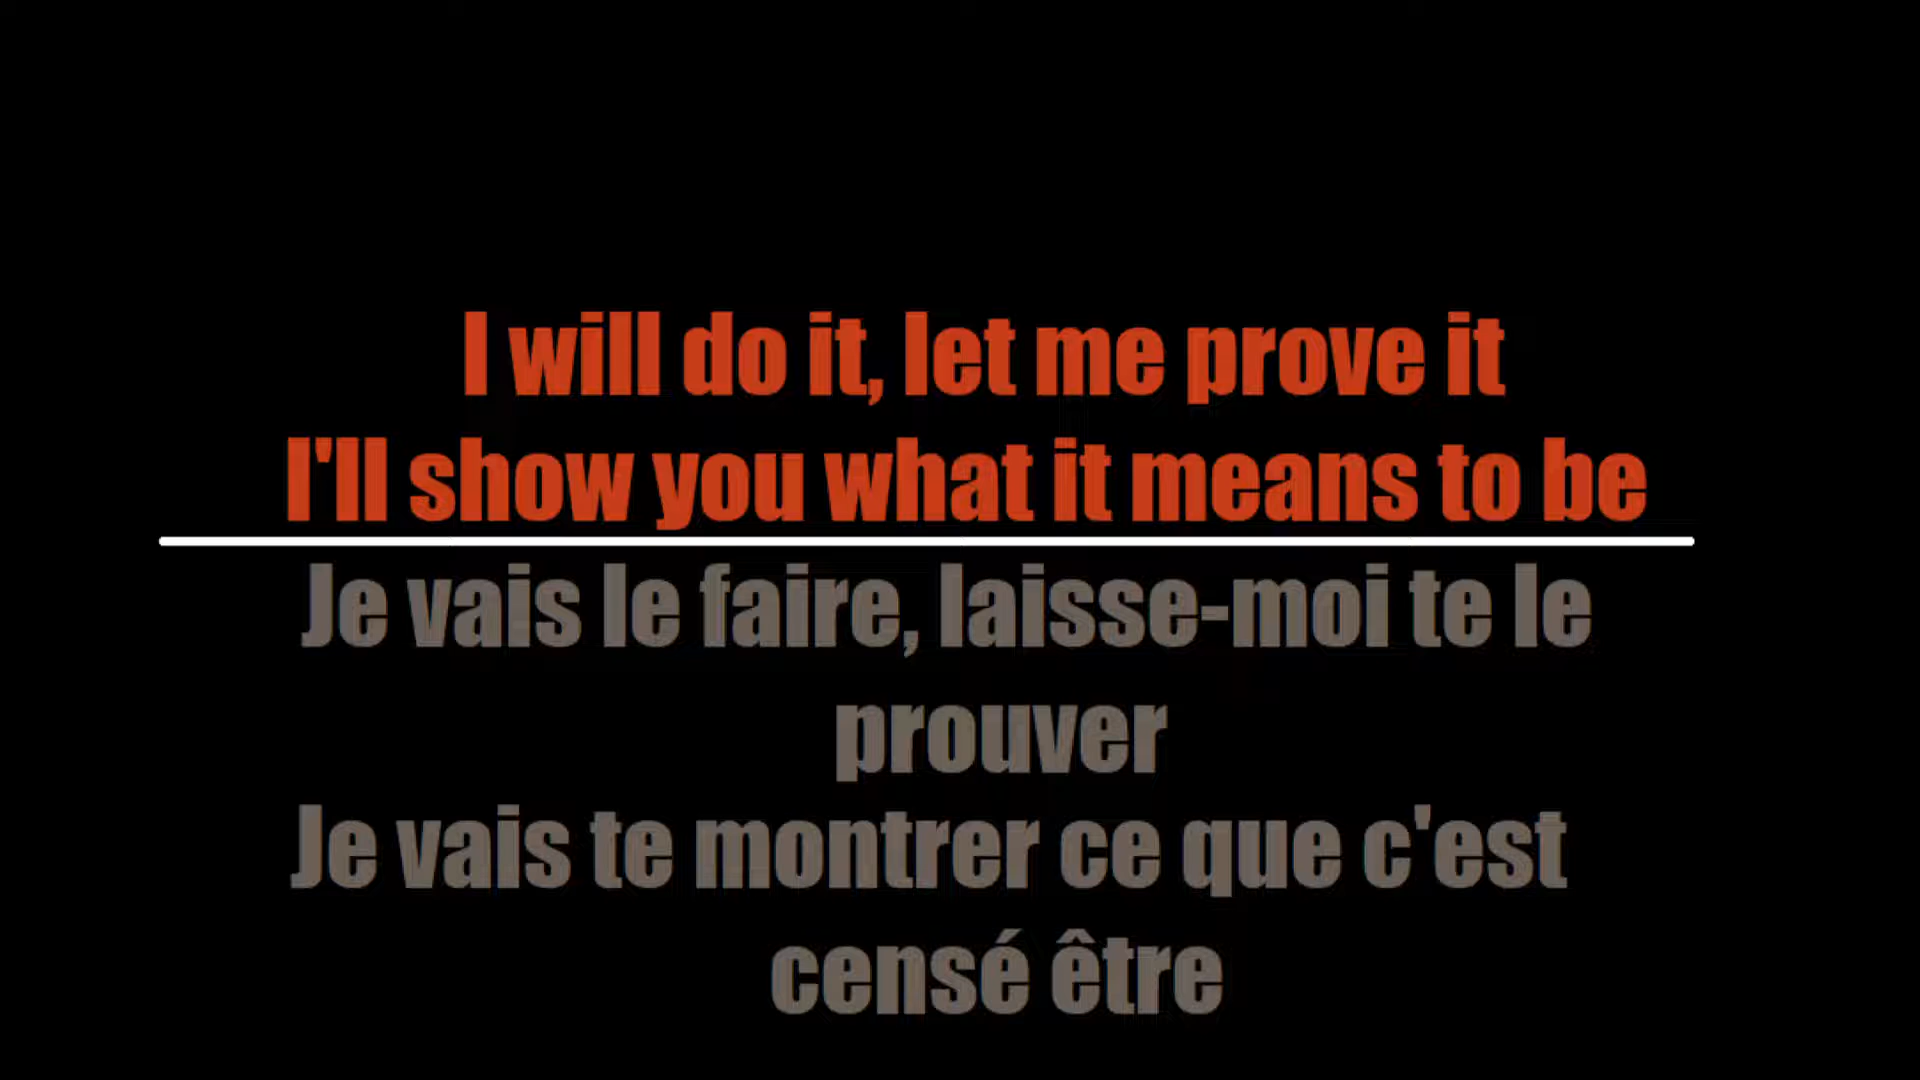 I will do it, let me prove it
I'll show you what it means to be
Je vais le faire, laisse-moi te le
prouver
Je vais te montrer ce que c'est
censé être